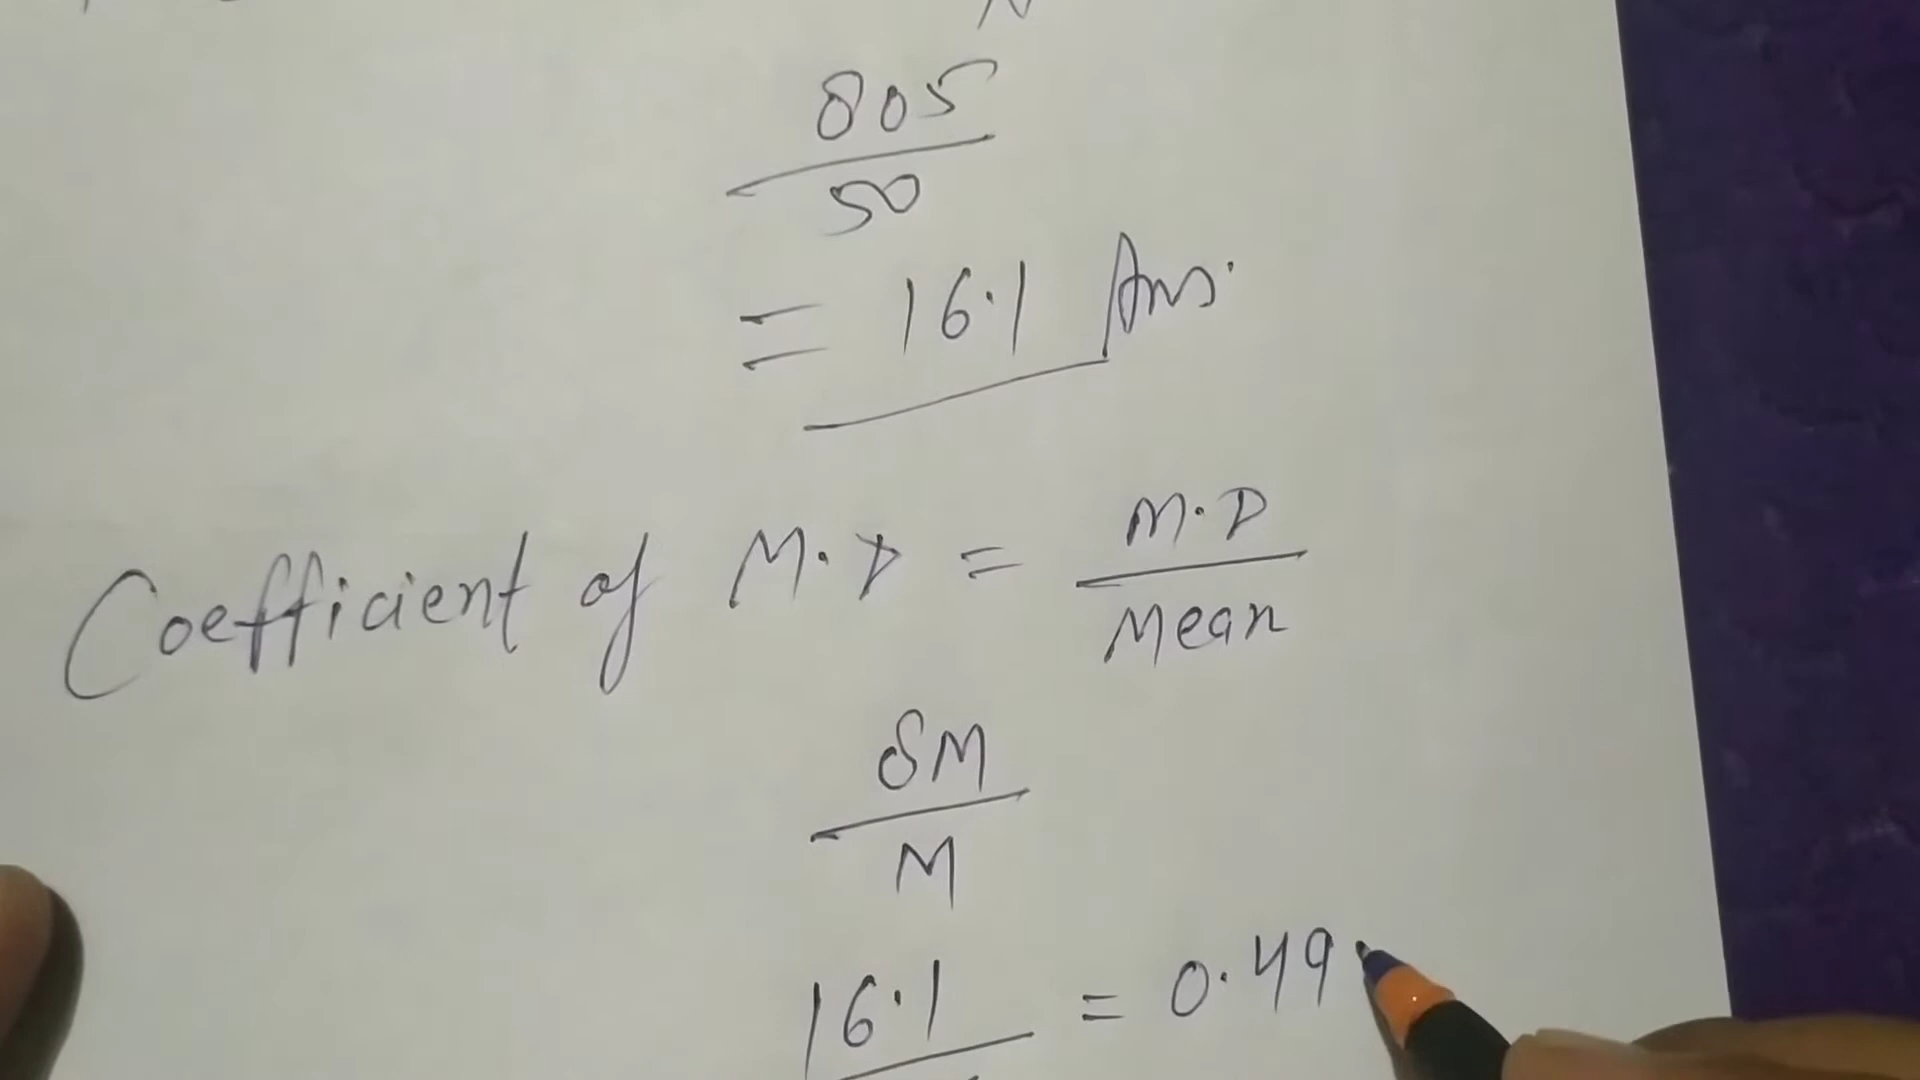 N
805
50
= 16.1 Ans.
Coefficient of M.D = M.D
Mean
δM
M
16.1 = 0.49